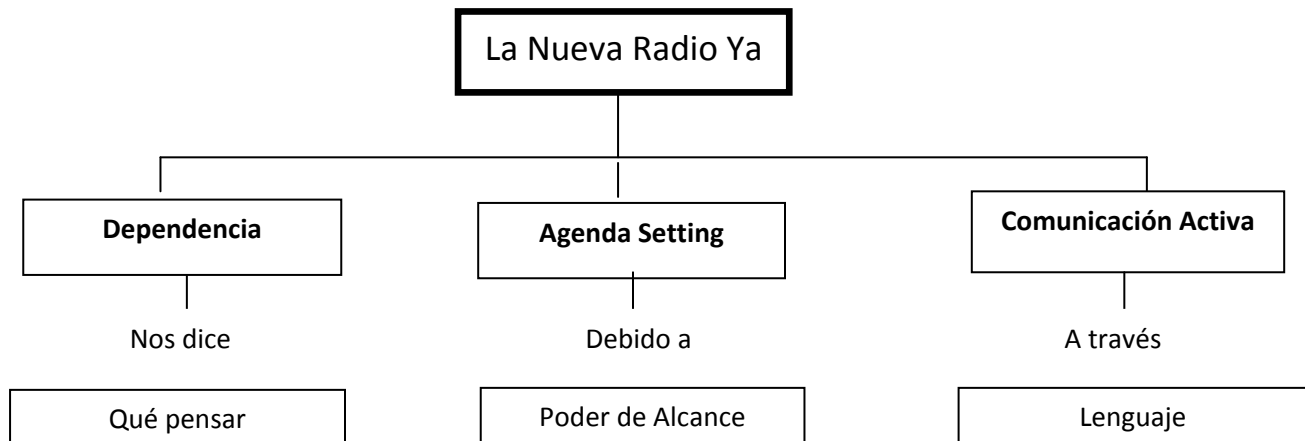 La Nueva Radio Ya
Dependencia
Agenda Setting
Comunicación Activa
Nos dice
Debido a
A través
Qué pensar
Poder de Alcance
Lenguaje